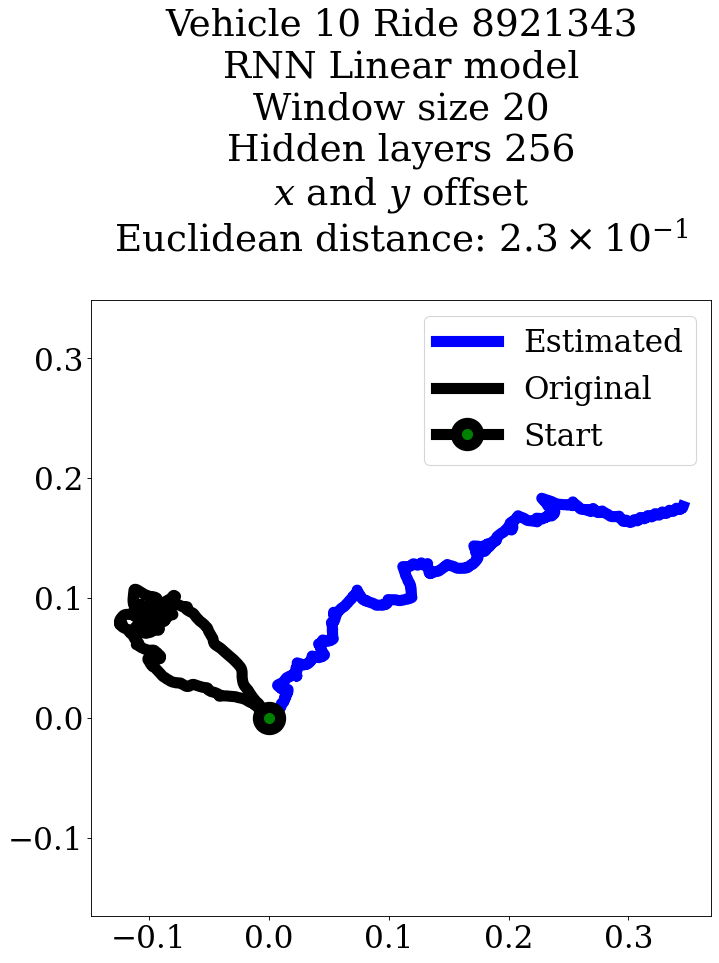 Vehicle 10 Ride 8921343
RNN Linear model
Window size 20
Hidden layers 256
x and y offset
Euclidean distance: 2.3 × 10⁻¹
Estimated
Original
Start
0.3
0.2
0.1
0.0
−0.1
−0.1 0.0 0.1 0.2 0.3